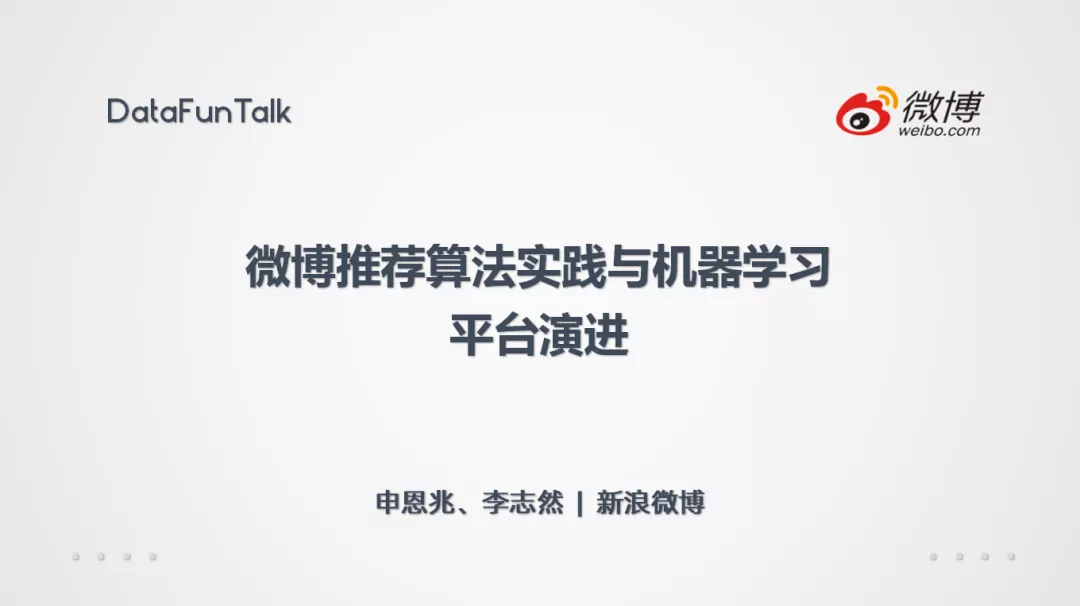 DataFunTalk
微博
weibo.com
微博推荐算法实践与机器学习
平台演进
申恩兆、李志然 | 新浪微博